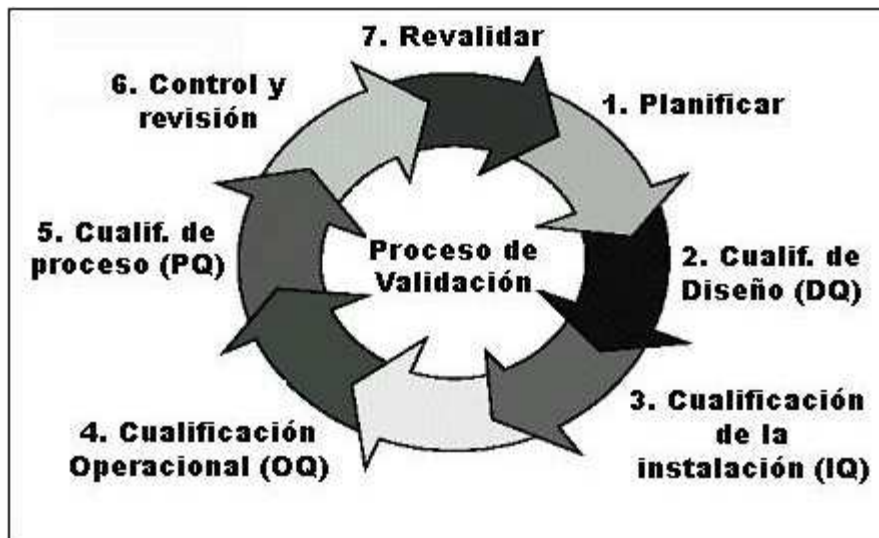 7. Revalidar
1. Planificar
2. Cualif. de
Diseño (DQ)
3. Cualificación
de la
instalación (IQ)
4. Cualificación
Operacional (OQ)
5. Cualif. de
proceso (PQ)
6. Control y
revisión
Proceso de
Validación